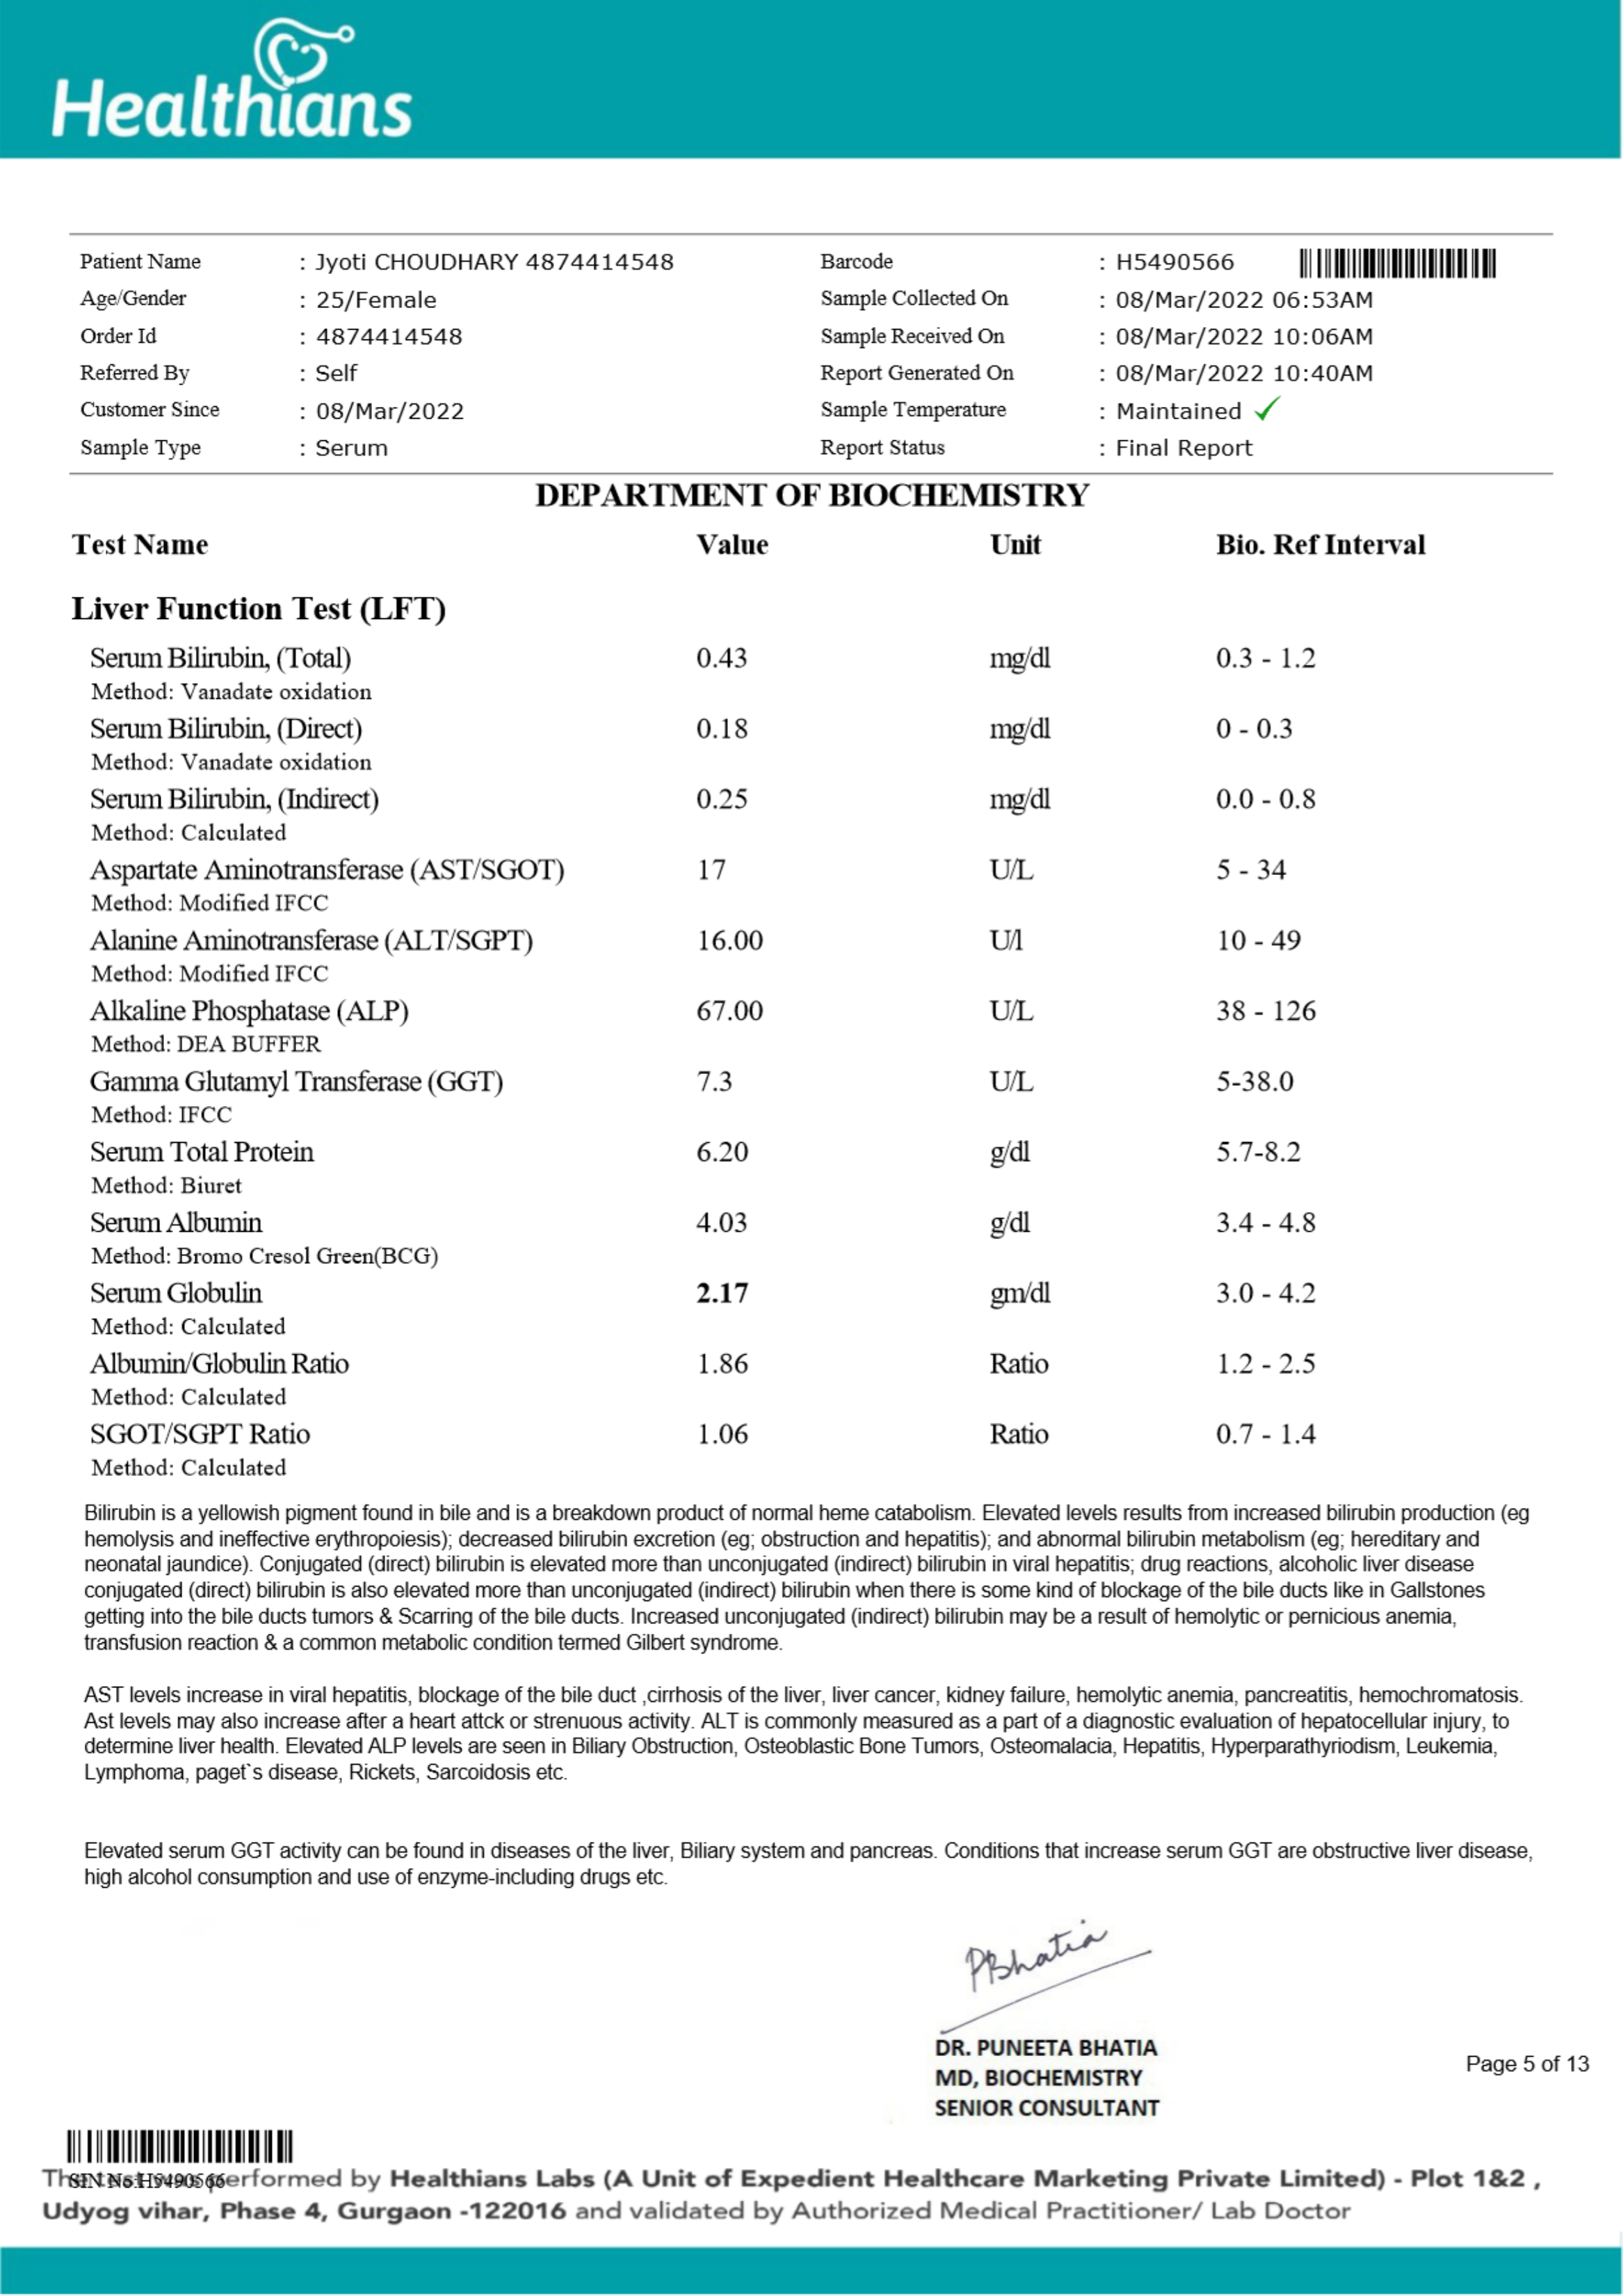 Healthians
Patient Name : Jyoti CHOUDHARY 4874414548 Barcode : H5490566
Age/Gender : 25/Female Sample Collected On : 08/Mar/2022 06:53AM
Order Id : 4874414548 Sample Received On : 08/Mar/2022 10:06AM
Referred By : Self Report Generated On : 08/Mar/2022 10:40AM
Customer Since : 08/Mar/2022 Sample Temperature : Maintained ✓
Sample Type : Serum Report Status : Final Report
DEPARTMENT OF BIOCHEMISTRY
Test Name Value Unit Bio. Ref Interval
Liver Function Test (LFT)
Serum Bilirubin, (Total) 0.43 mg/dl 0.3 - 1.2
Method: Vanadate oxidation
Serum Bilirubin, (Direct) 0.18 mg/dl 0 - 0.3
Method: Vanadate oxidation
Serum Bilirubin, (Indirect) 0.25 mg/dl 0.0 - 0.8
Method: Calculated
Aspartate Aminotransferase (AST/SGOT) 17 U/L 5 - 34
Method: Modified IFCC
Alanine Aminotransferase (ALT/SGPT) 16.00 U/l 10 - 49
Method: Modified IFCC
Alkaline Phosphatase (ALP) 67.00 U/L 38 - 126
Method: DEA BUFFER
Gamma Glutamyl Transferase (GGT) 7.3 U/L 5-38.0
Method: IFCC
Serum Total Protein 6.20 g/dl 5.7-8.2
Method: Biuret
Serum Albumin 4.03 g/dl 3.4 - 4.8
Method: Bromo Cresol Green(BCG)
Serum Globulin 2.17 gm/dl 3.0 - 4.2
Method: Calculated
Albumin/Globulin Ratio 1.86 Ratio 1.2 - 2.5
Method: Calculated
SGOT/SGPT Ratio 1.06 Ratio 0.7 - 1.4
Method: Calculated
Bilirubin is a yellowish pigment found in bile and is a breakdown product of normal heme catabolism. Elevated levels results from increased bilirubin production (eg
hemolysis and ineffective erythropoiesis); decreased bilirubin excretion (eg; obstruction and hepatitis); and abnormal bilirubin metabolism (eg; hereditary and
neonatal jaundice). Conjugated (direct) bilirubin is elevated more than unconjugated (indirect) bilirubin in viral hepatitis; drug reactions, alcoholic liver disease
conjugated (direct) bilirubin is also elevated more than unconjugated (indirect) bilirubin when there is some kind of blockage of the bile ducts like in Gallstones
getting into the bile ducts tumors & Scarring of the bile ducts. Increased unconjugated (indirect) bilirubin may be a result of hemolytic or pernicious anemia,
transfusion reaction & a common metabolic condition termed Gilbert syndrome.
AST levels increase in viral hepatitis, blockage of the bile duct ,cirrhosis of the liver, liver cancer, kidney failure, hemolytic anemia, pancreatitis, hemochromatosis.
Ast levels may also increase after a heart attck or strenuous activity. ALT is commonly measured as a part of a diagnostic evaluation of hepatocellular injury, to
determine liver health. Elevated ALP levels are seen in Biliary Obstruction, Osteoblastic Bone Tumors, Osteomalacia, Hepatitis, Hyperparathyriodism, Leukemia,
Lymphoma, paget`s disease, Rickets, Sarcoidosis etc.
Elevated serum GGT activity can be found in diseases of the liver, Biliary system and pancreas. Conditions that increase serum GGT are obstructive liver disease,
high alcohol consumption and use of enzyme-including drugs etc.
PBhatia
DR. PUNEETA BHATIA
MD, BIOCHEMISTRY
SENIOR CONSULTANT
Page 5 of 13
SIN No:H5490566
performed by Healthians Labs (A Unit of Expedient Healthcare Marketing Private Limited) - Plot 1&2 ,
Udyog vihar, Phase 4, Gurgaon -122016 and validated by Authorized Medical Practitioner/ Lab Doctor